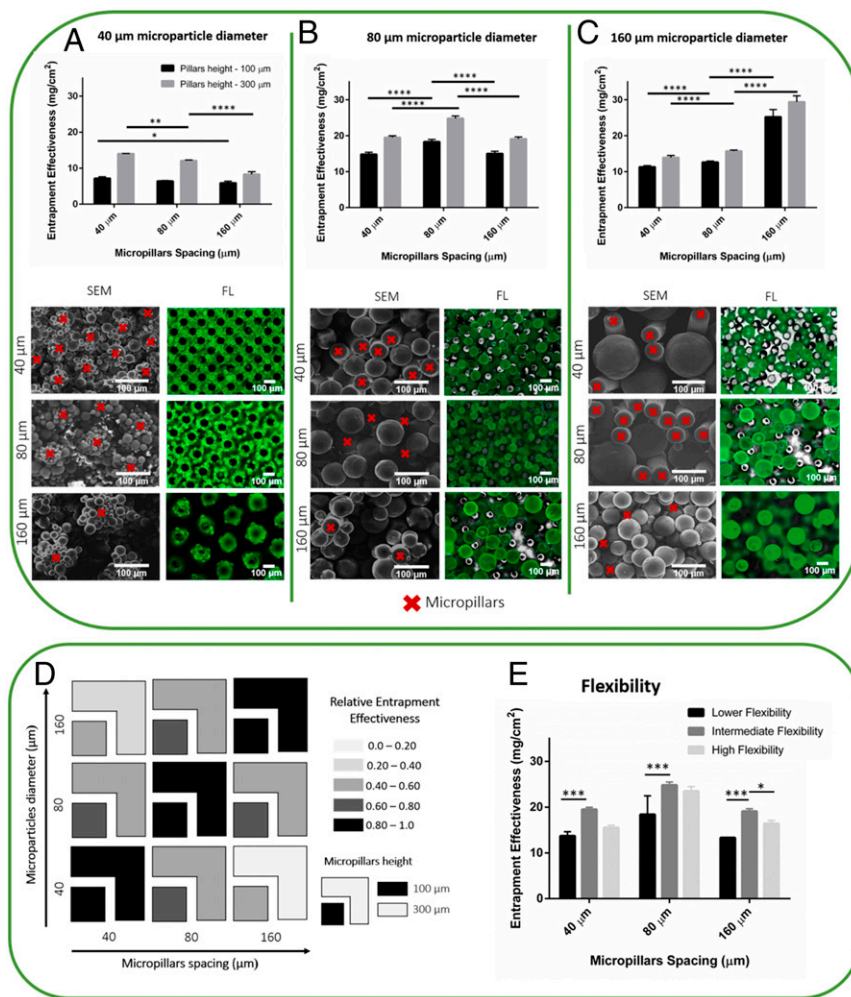 A
40 µm microparticle diameter
Entrapment Effectiveness (mg/cm²)
Pillars height - 100 µm
Pillars height - 300 µm
30
20
10
0
**
****
*
40 µm
80 µm
160 µm
Micropillars Spacing (µm)
SEM
FL
40 µm
100 µm
100 µm
80 µm
100 µm
100 µm
160 µm
100 µm
100 µm
B
80 µm microparticle diameter
Entrapment Effectiveness (mg/cm²)
30
20
10
0
****
****
****
****
40 µm
80 µm
160 µm
Micropillars Spacing (µm)
SEM
FL
40 µm
100 µm
100 µm
80 µm
100 µm
100 µm
160 µm
100 µm
100 µm
C
160 µm microparticle diameter
Entrapment Effectiveness (mg/cm²)
30
20
10
0
****
****
****
****
40 µm
80 µm
160 µm
Micropillars Spacing (µm)
SEM
FL
40 µm
100 µm
100 µm
80 µm
100 µm
100 µm
160 µm
100 µm
100 µm
Micropillars
D
Microparticles diameter (µm)
160
80
40
40
80
160
Micropillars spacing (µm)
Relative Entrapment
Effectiveness
0.0 – 0.20
0.20 – 0.40
0.40 – 0.60
0.60 – 0.80
0.80 – 1.0
Micropillars height
100 µm
300 µm
E
Flexibility
Lower Flexibility
Intermediate Flexibility
High Flexibility
Entrapment Effectiveness (mg/cm²)
30
20
10
0
***
***
***
*
40 µm
80 µm
160 µm
Micropillars Spacing (µm)